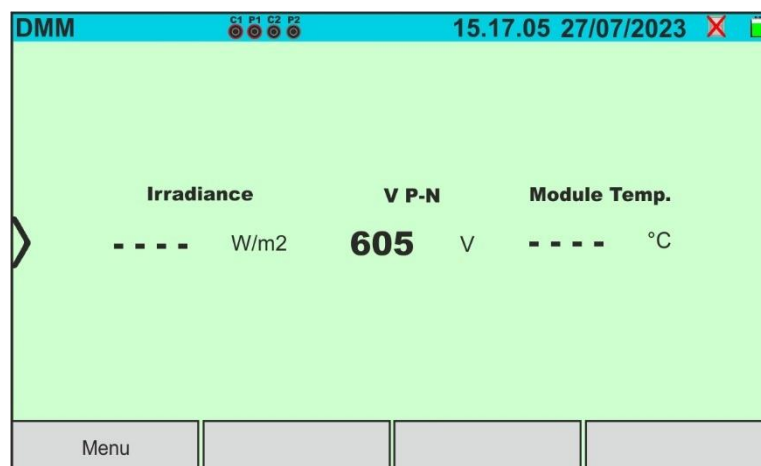 DMM C1 P1 C2 P2 15.17.05 27/07/2023
Irradiance V P-N Module Temp.
- - - - W/m2 605 V - - - - °C
Menu